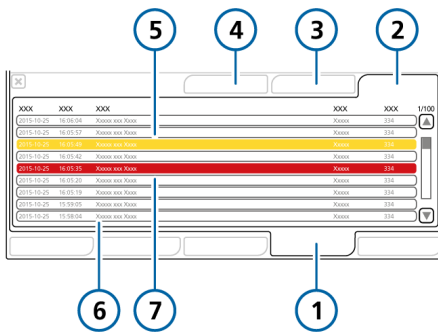 5 4 3 2
XXX XXX XXX XXX XXX 1/100
2015-10-25 16:06:04 Xxxxx xxx Xxxx Xxxxx 334
2015-10-25 16:05:57 Xxxxx xxx Xxxx Xxxxx 334
2015-10-25 16:05:49 Xxxxx xxx Xxxx Xxxxx 334
2015-10-25 16:05:42 Xxxxx xxx Xxxx Xxxxx 334
2015-10-25 16:05:35 Xxxxx xxx Xxxx Xxxxx 334
2015-10-25 16:05:20 Xxxxx xxx Xxxx Xxxxx 334
2015-10-25 16:05:19 Xxxxx xxx Xxxx Xxxxx 334
2015-10-25 15:59:05 Xxxxx xxx Xxxx Xxxxx 334
2015-10-25 15:58:04 Xxxxx xxx Xxxx Xxxxx 334
6 7 1